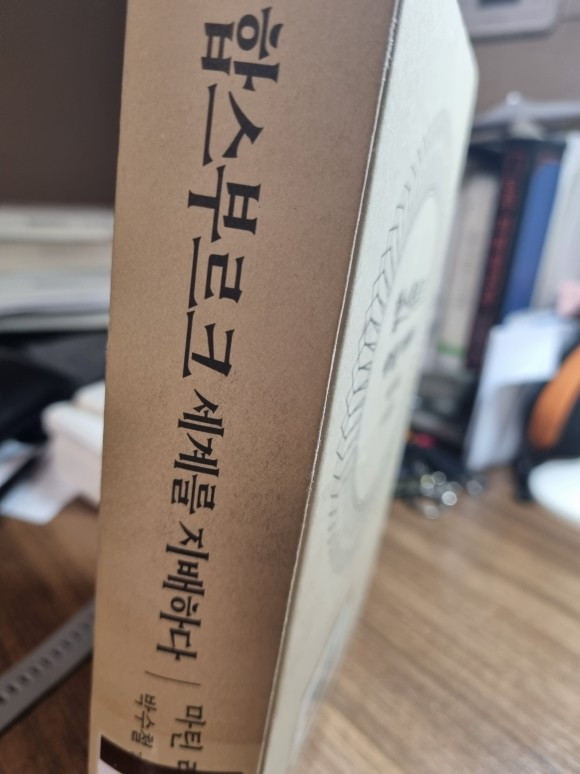 합스부르크 세계를 지배하다 | 마틴
박수철